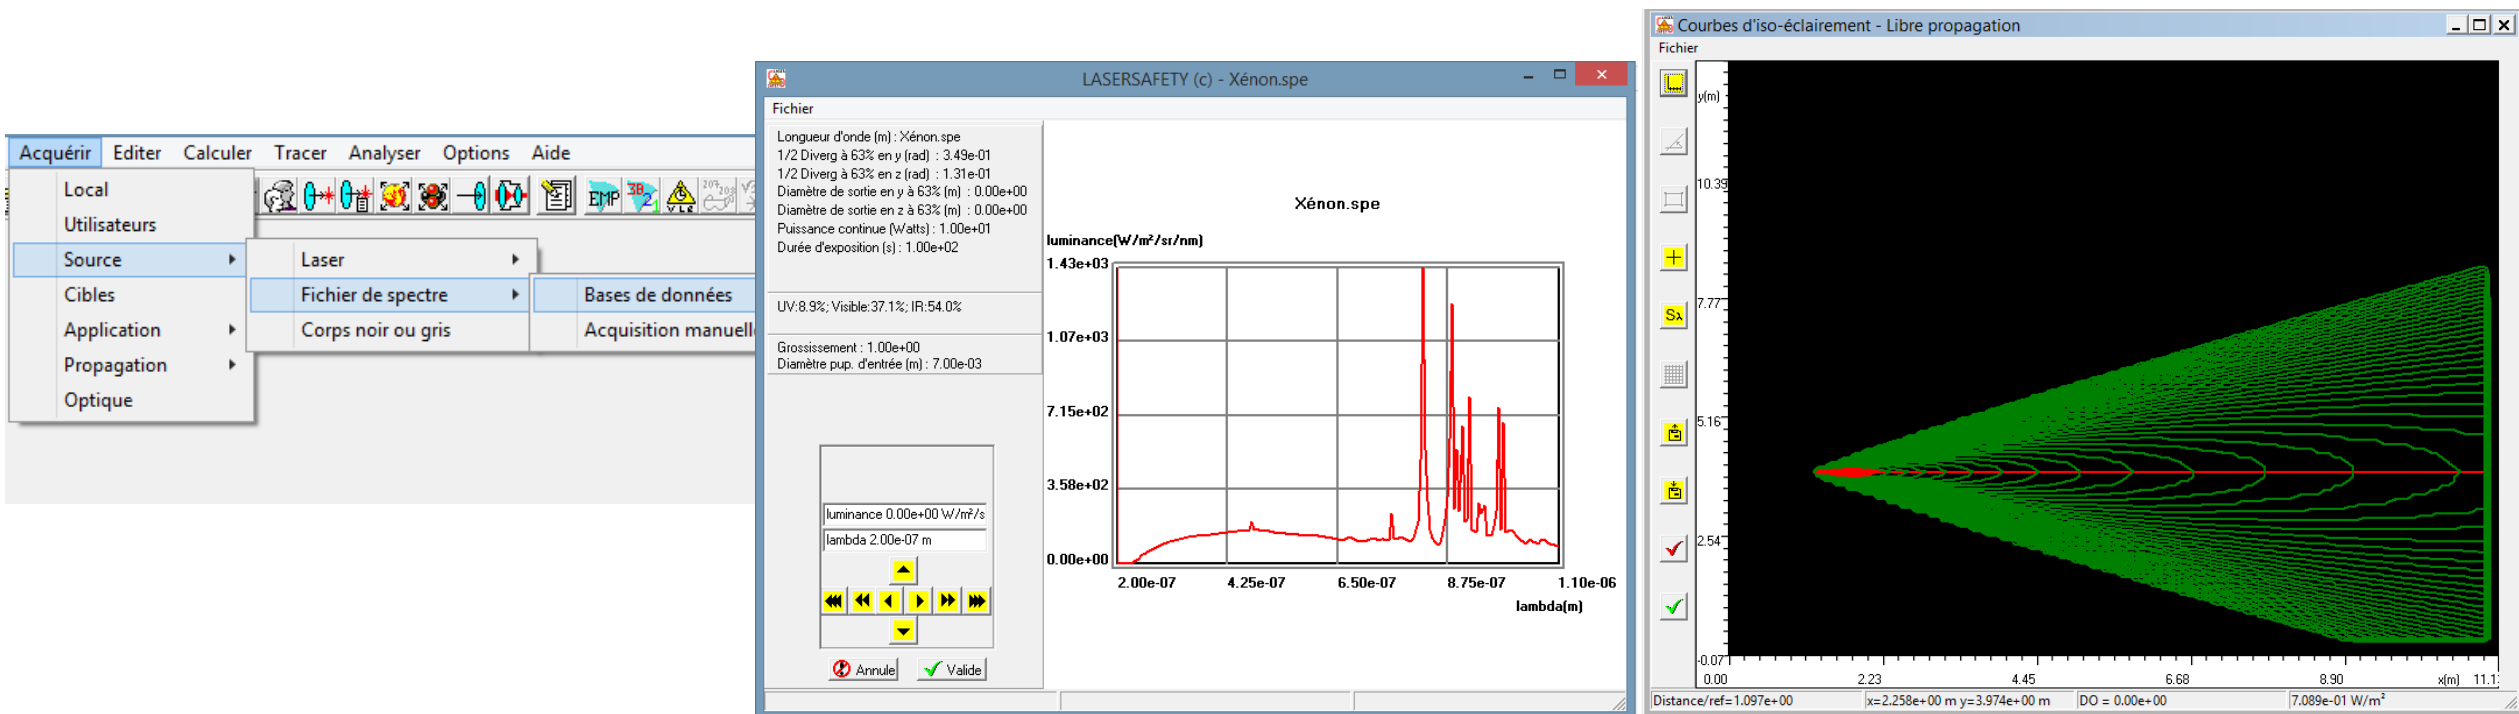 Acquérir Editer Calculer Tracer Analyser Options Aide
Local
Utilisateurs
Source
Cibles
Application
Propagation
Optique
Laser
Fichier de spectre
Corps noir ou gris
Bases de données
Acquisition manuell
EMP
LASERSAFETY (c) - Xénon.spe
Fichier
Longueur d'onde (m) : Xénon.spe
1/2 Diverg à 63% en y (rad) : 3.49e-01
1/2 Diverg à 63% en z (rad) : 1.31e-01
Diamètre de sortie en y à 63% (m) : 0.00e+00
Diamètre de sortie en z à 63% (m) : 0.00e+00
Puissance continue (Watts) : 1.00e+01
Durée d'exposition (s) : 1.00e+02
UV:8.9%; Visible:37.1%; IR:54.0%
Grossissement : 1.00e+00
Diamètre pup. d'entrée (m) : 7.00e-03
luminance 0.00e+00 W/m²/s
lambda 2.00e-07 m
Annule Valide
Xénon.spe
luminance(W/m²/sr/nm)
1.43e+03
1.07e+03
7.15e+02
3.58e+02
0.00e+00
2.00e-07 4.25e-07 6.50e-07 8.75e-07 1.10e-06
lambda(m)
Courbes d'iso-éclairement - Libre propagation
Fichier
y(m)
10.39
7.77
5.16
2.54
-0.07
0.00 2.23 4.45 6.68 8.90 x(m) 11.1
Sλ
Distance/ref=1.097e+00 x=2.258e+00 m y=3.974e+00 m DO = 0.00e+00 7.089e-01 W/m²